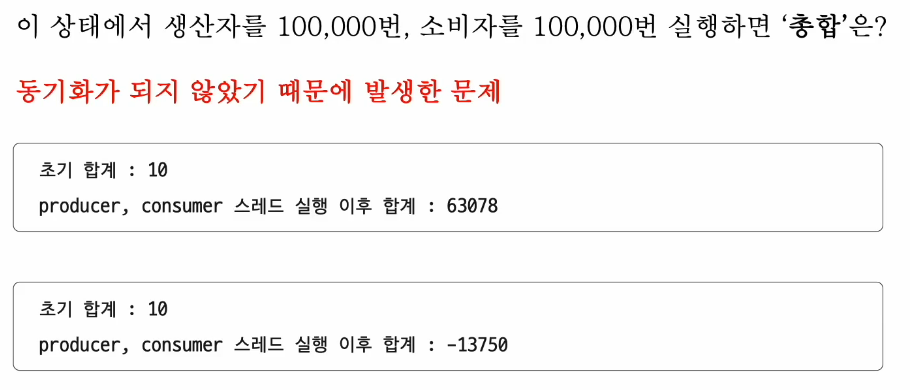 이 상태에서 생산자를 100,000번, 소비자를 100,000번 실행하면 ‘총합’은?
동기화가 되지 않았기 때문에 발생한 문제
초기 합계 : 10
producer, consumer 스레드 실행 이후 합계 : 63078
초기 합계 : 10
producer, consumer 스레드 실행 이후 합계 : -13750